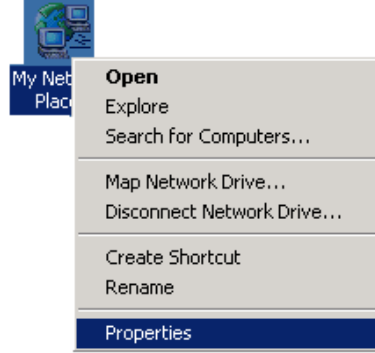 My Net
Plac
Open
Explore
Search for Computers...
Map Network Drive...
Disconnect Network Drive...
Create Shortcut
Rename
Properties